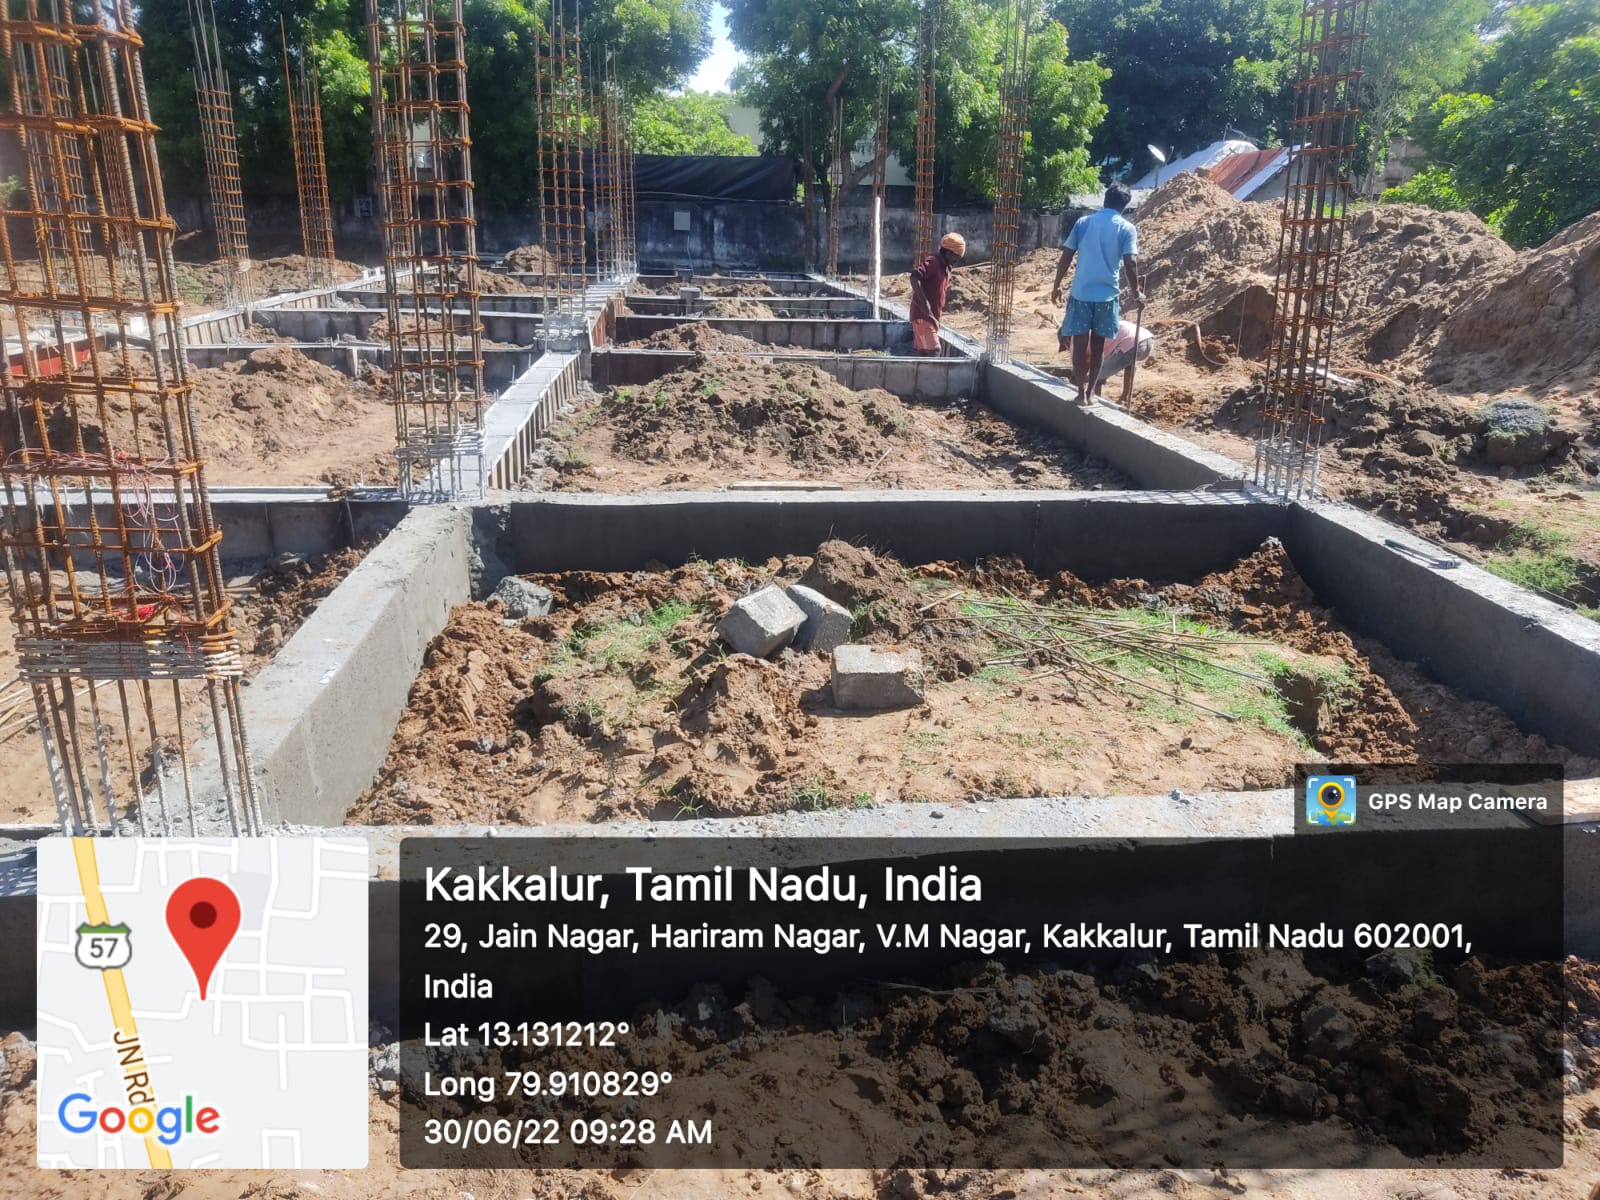 GPS Map Camera
Kakkalur, Tamil Nadu, India
29, Jain Nagar, Hariram Nagar, V.M Nagar, Kakkalur, Tamil Nadu 602001,
India
Lat 13.131212°
Long 79.910829°
30/06/22 09:28 AM
57
JN Rd
Google